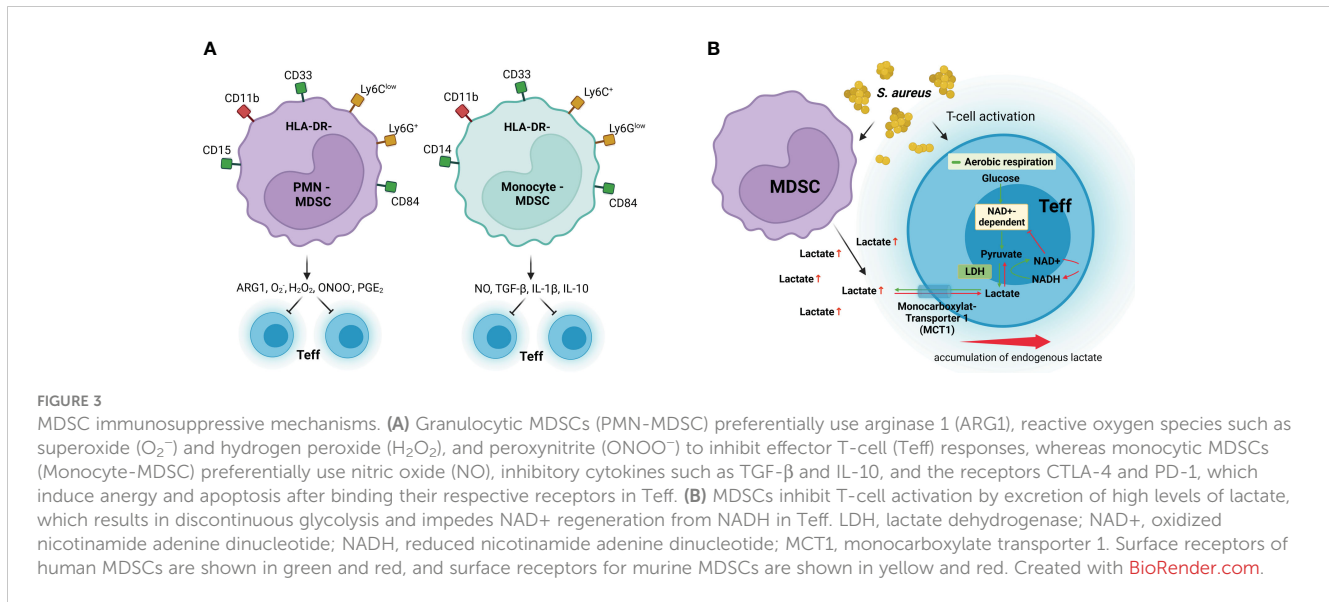 A
CD33
CD11b
Ly6C^low
HLA-DR-
Ly6G+
CD15
PMN -
MDSC
CD84
ARG1, O2-, H2O2, ONOO-, PGE2
Teff
CD33
CD11b
Ly6C+
HLA-DR-
Ly6G^low
CD14
Monocyte -
MDSC
CD84
NO, TGF-β, IL-1β, IL-10
Teff
B
S. aureus
T-cell activation
MDSC
Aerobic respiration
Glucose
Teff
NAD+-
dependent
Pyruvate
LDH
NAD+
NADH
Lactate
Lactate↑
Lactate↑
Lactate↑
Lactate↑
Lactate↑
Monocarboxylat-
Transporter 1
(MCT1)
accumulation of endogenous lactate
FIGURE 3
MDSC immunosuppressive mechanisms. (A) Granulocytic MDSCs (PMN-MDSC) preferentially use arginase 1 (ARG1), reactive oxygen species such as
superoxide (O2−) and hydrogen peroxide (H2O2), and peroxynitrite (ONOO−) to inhibit effector T-cell (Teff) responses, whereas monocytic MDSCs
(Monocyte-MDSC) preferentially use nitric oxide (NO), inhibitory cytokines such as TGF-β and IL-10, and the receptors CTLA-4 and PD-1, which
induce anergy and apoptosis after binding their respective receptors in Teff. (B) MDSCs inhibit T-cell activation by excretion of high levels of lactate,
which results in discontinuous glycolysis and impedes NAD+ regeneration from NADH in Teff. LDH, lactate dehydrogenase; NAD+, oxidized
nicotinamide adenine dinucleotide; NADH, reduced nicotinamide adenine dinucleotide; MCT1, monocarboxylate transporter 1. Surface receptors of
human MDSCs are shown in green and red, and surface receptors for murine MDSCs are shown in yellow and red. Created with BioRender.com.